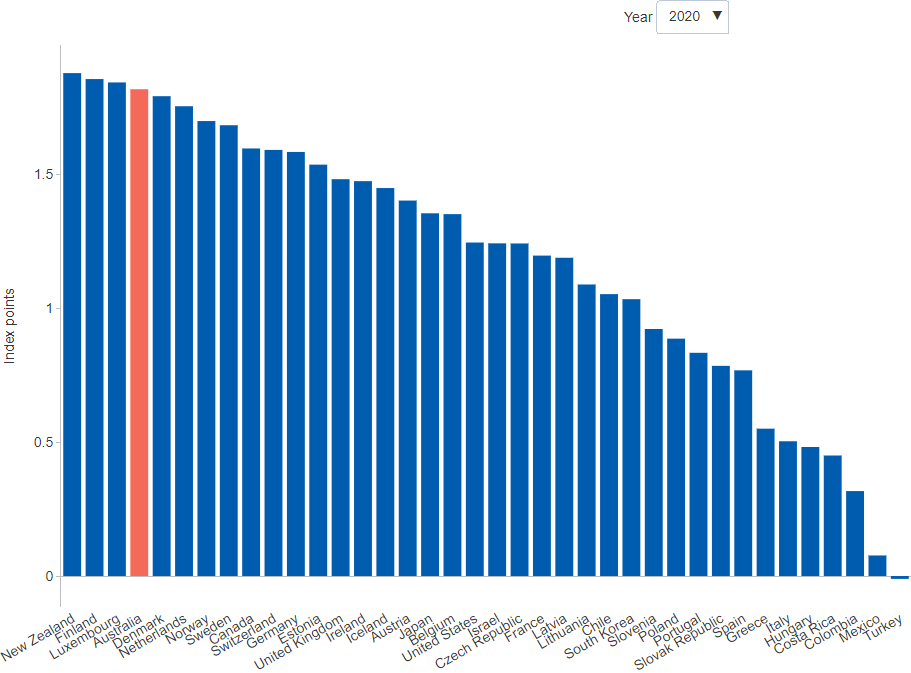 Year 2020 ▼
Index points
1.5
1
0.5
0
New Zealand
Finland
Luxembourg
Australia
Denmark
Netherlands
Norway
Sweden
Canada
Switzerland
Germany
Estonia
United Kingdom
Ireland
Iceland
Austria
Japan
Belgium
United States
Israel
Czech Republic
France
Latvia
Lithuania
Chile
South Korea
Slovenia
Poland
Portugal
Slovak Republic
Spain
Greece
Italy
Hungary
Costa Rica
Colombia
Mexico
Turkey